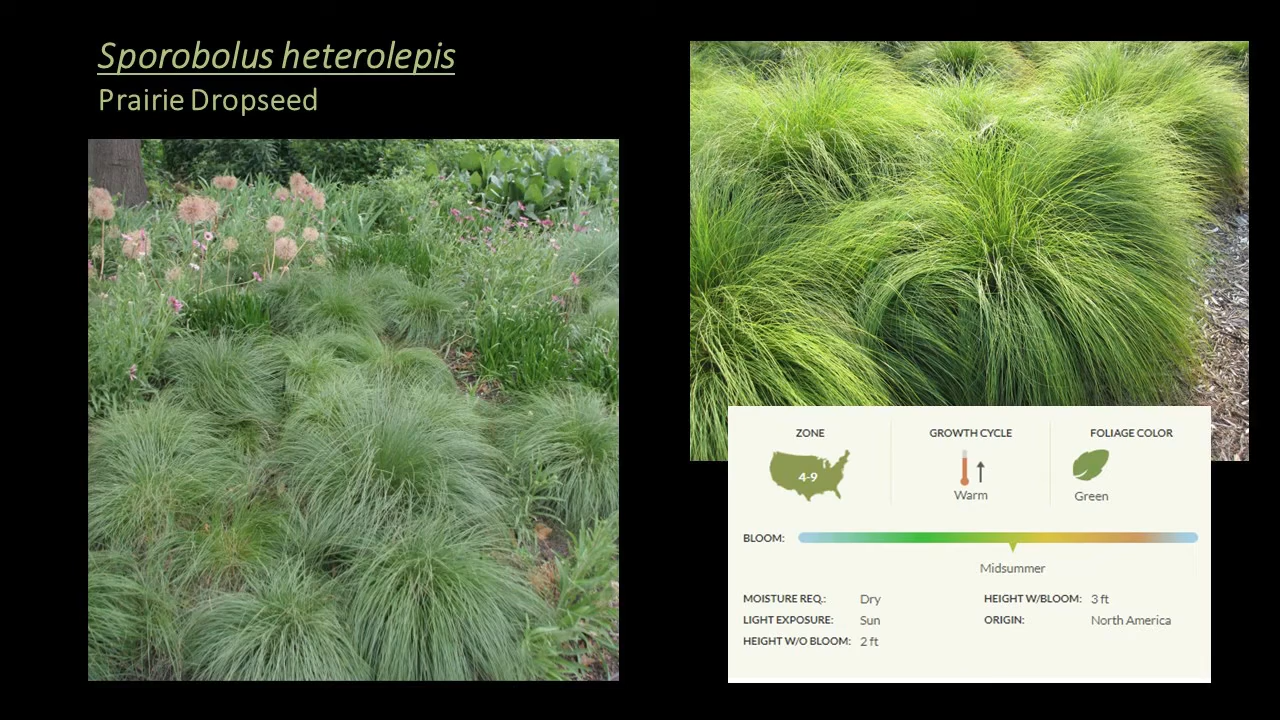 Sporobolus heterolepis
Prairie Dropseed
ZONE
GROWTH CYCLE
FOLIAGE COLOR
4-9
Warm
Green
BLOOM:
Midsummer
MOISTURE REQ.: Dry
HEIGHT W/BLOOM: 3 ft
LIGHT EXPOSURE: Sun
ORIGIN: North America
HEIGHT W/O BLOOM: 2 ft